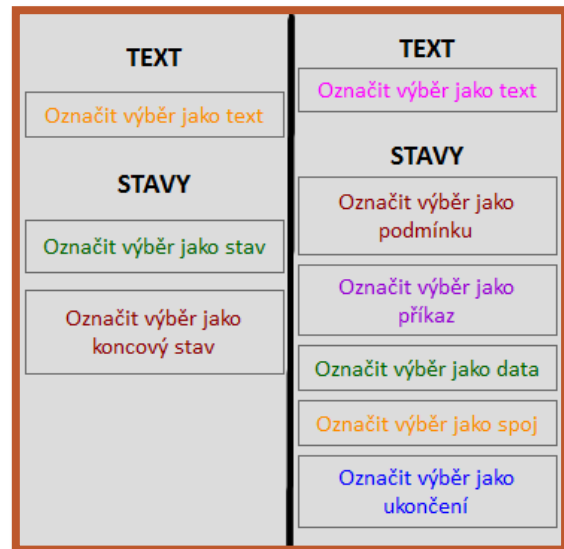 TEXT
Označit výběr jako text
STAVY
Označit výběr jako stav
Označit výběr jako
koncový stav
TEXT
Označit výběr jako text
STAVY
Označit výběr jako
podmínku
Označit výběr jako
příkaz
Označit výběr jako data
Označit výběr jako spoj
Označit výběr jako
ukončení